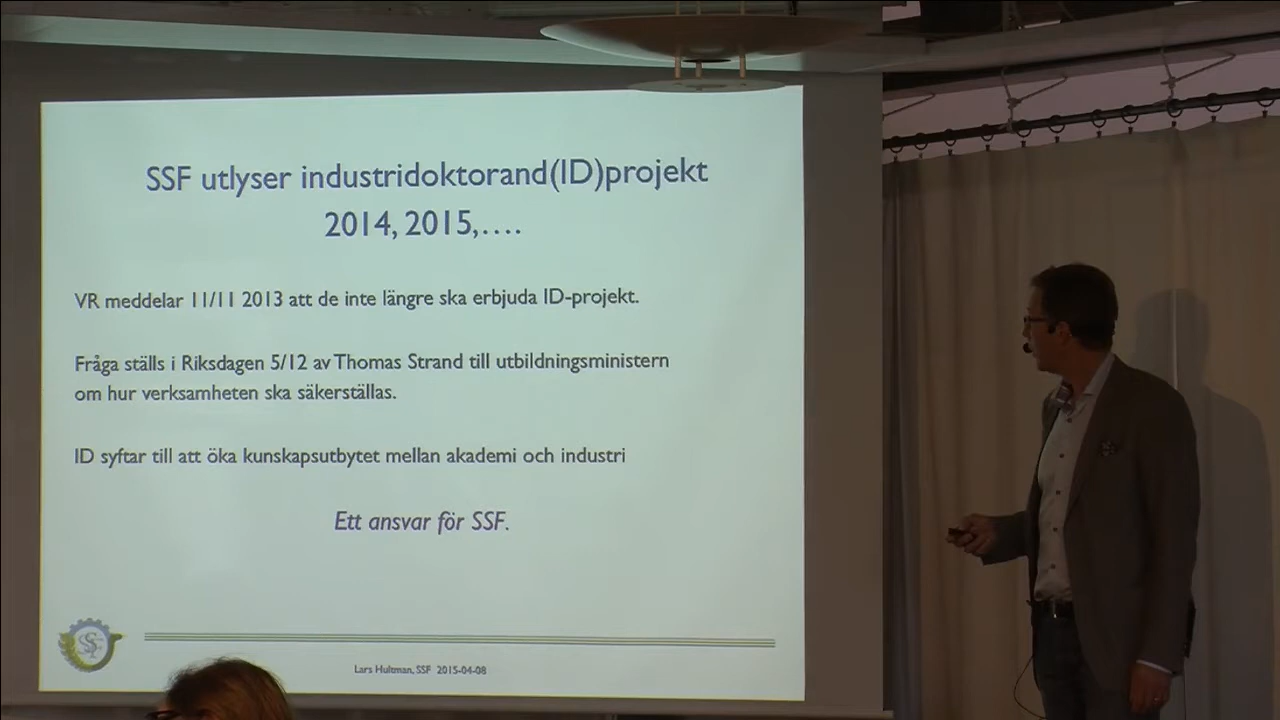 SSF utlyser industridoktorand(ID)projekt
2014, 2015,....
VR meddelar 11/11 2013 att de inte längre ska erbjuda ID-projekt.
Fråga ställs i Riksdagen 5/12 av Thomas Strand till utbildningsministern
om hur verksamheten ska säkerställas.
ID syftar till att öka kunskapsutbytet mellan akademi och industri
Ett ansvar för SSF.
SSF
Lars Hultman, SSF 2015-04-08